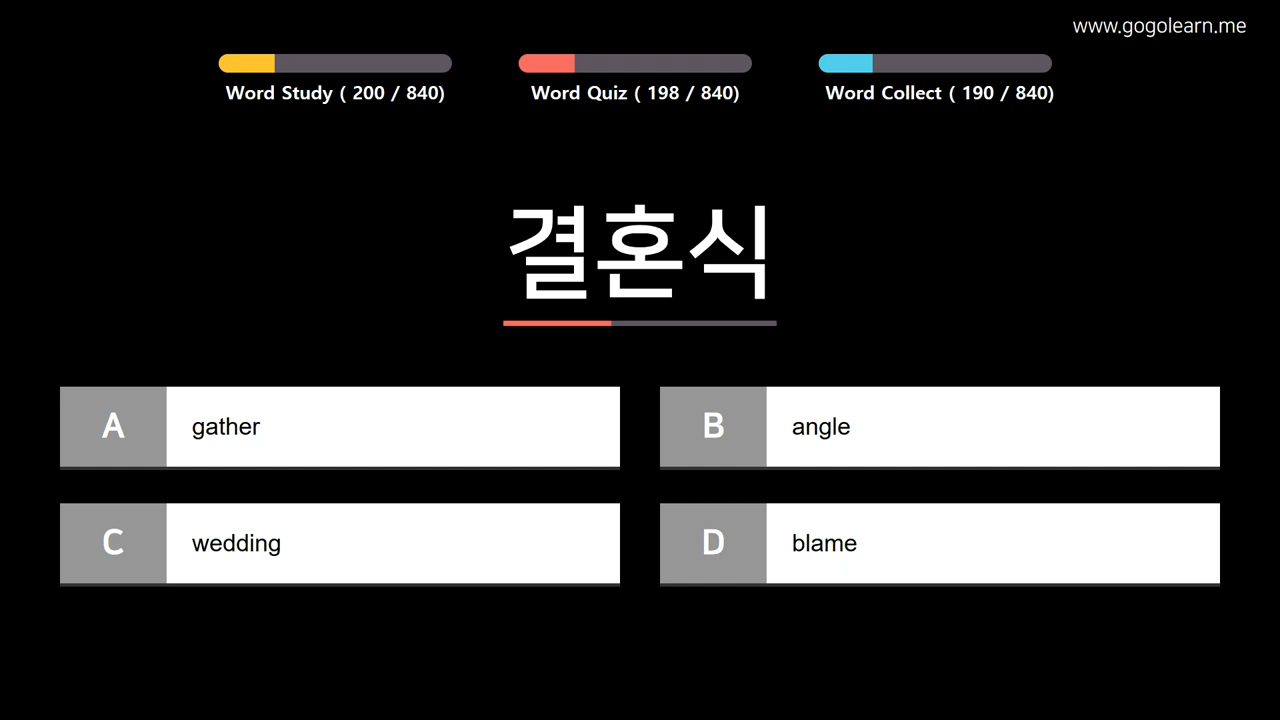 www.gogolearn.me
Word Study ( 200 / 840)
Word Quiz ( 198 / 840)
Word Collect ( 190 / 840)
결혼식
A gather
B angle
C wedding
D blame